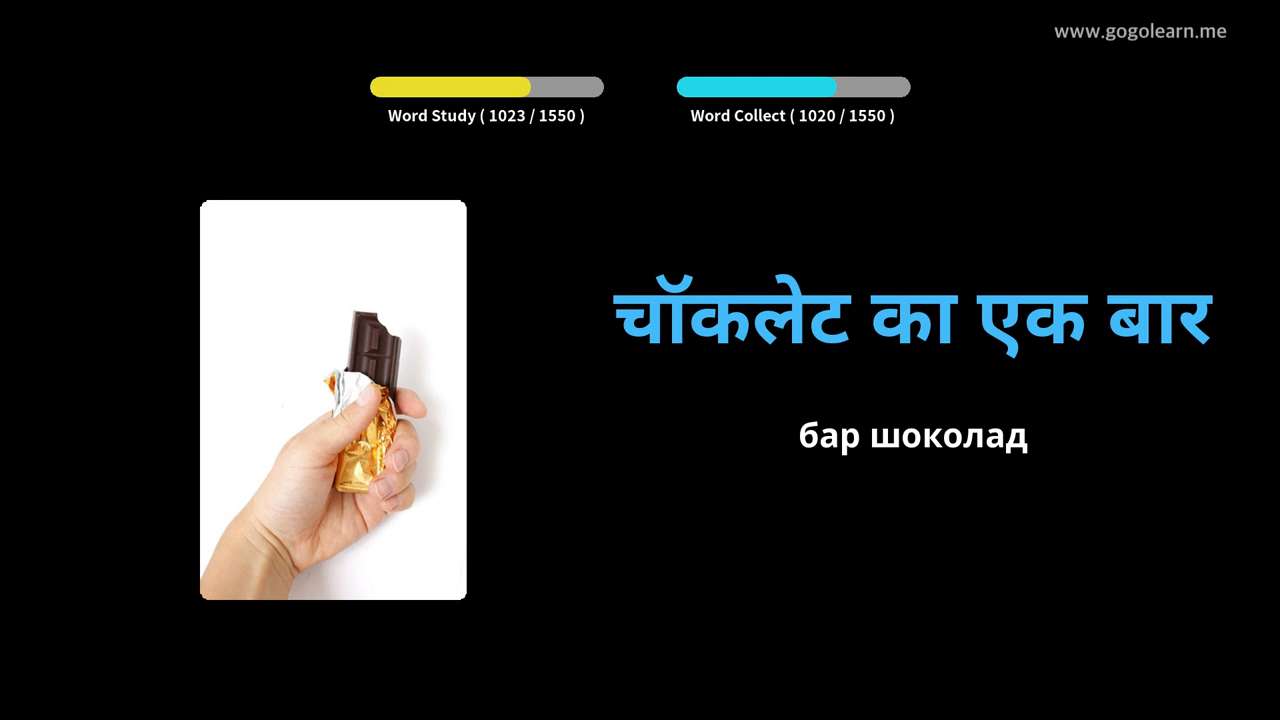 www.gogolearn.me
Word Study ( 1023 / 1550 )
Word Collect ( 1020 / 1550 )
चॉकलेट का एक बार
бар шоколад